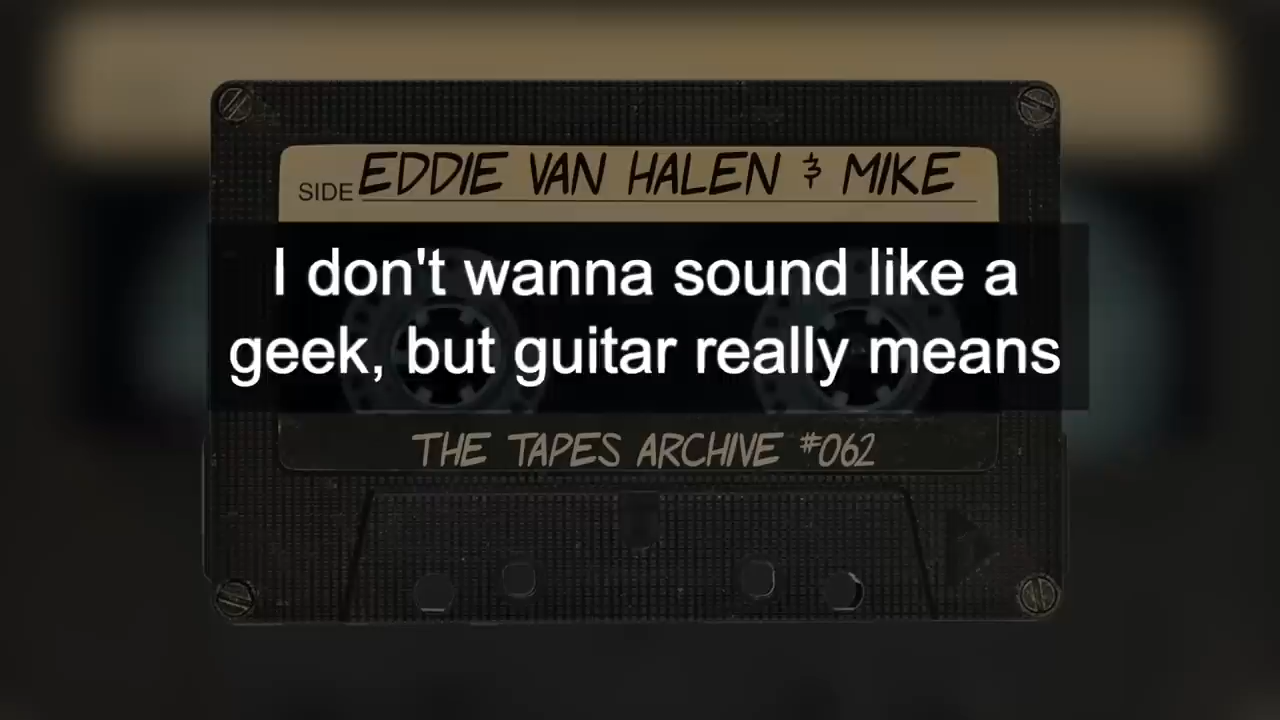 SIDE EDDIE VAN HALEN & MIKE
I don't wanna sound like a
geek, but guitar really means
THE TAPES ARCHIVE #062